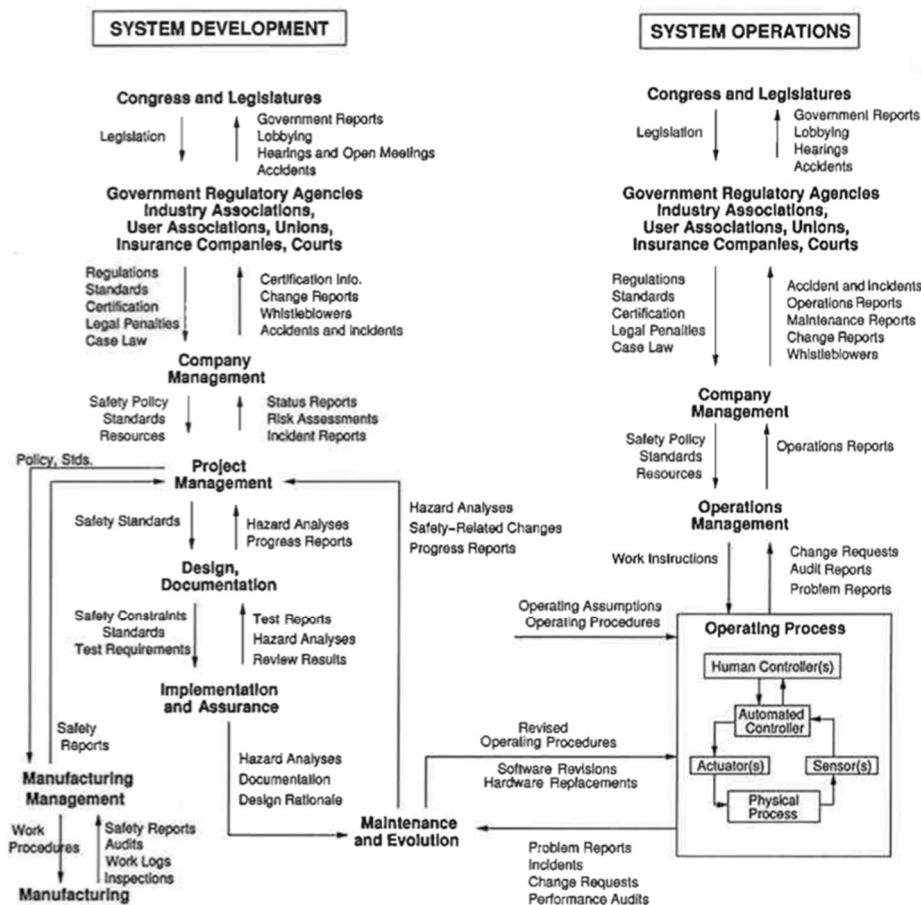 SYSTEM DEVELOPMENT
Congress and Legislatures
Legislation
Government Reports
Lobbying
Hearings and Open Meetings
Accidents
Government Regulatory Agencies
Industry Associations,
User Associations, Unions,
Insurance Companies, Courts
Regulations
Standards
Certification
Legal Penalties
Case Law
Certification Info.
Change Reports
Whistleblowers
Accidents and Incidents
Company
Management
Safety Policy
Standards
Resources
Status Reports
Risk Assessments
Incident Reports
Policy, Stds.
Project
Management
Safety Standards
Hazard Analyses
Progress Reports
Hazard Analyses
Safety-Related Changes
Progress Reports
Design,
Documentation
Safety Constraints
Standards
Test Requirements
Test Reports
Hazard Analyses
Review Results
Implementation
and Assurance
Safety
Reports
Hazard Analyses
Documentation
Design Rationale
Manufacturing
Management
Work
Procedures
Safety Reports
Audits
Work Logs
Inspections
Manufacturing
Maintenance
and Evolution
Revised
Operating Procedures
Software Revisions
Hardware Replacements
Problem Reports
Incidents
Change Requests
Performance Audits
SYSTEM OPERATIONS
Congress and Legislatures
Legislation
Government Reports
Lobbying
Hearings
Accidents
Government Regulatory Agencies
Industry Associations,
User Associations, Unions,
Insurance Companies, Courts
Regulations
Standards
Certification
Legal Penalties
Case Law
Accident and Incidents
Operations Reports
Maintenance Reports
Change Reports
Whistleblowers
Company
Management
Safety Policy
Standards
Resources
Operations Reports
Operations
Management
Work Instructions
Change Requests
Audit Reports
Problem Reports
Operating Assumptions
Operating Procedures
Operating Process
Human Controller(s)
Automated
Controller
Actuator(s)
Sensor(s)
Physical
Process